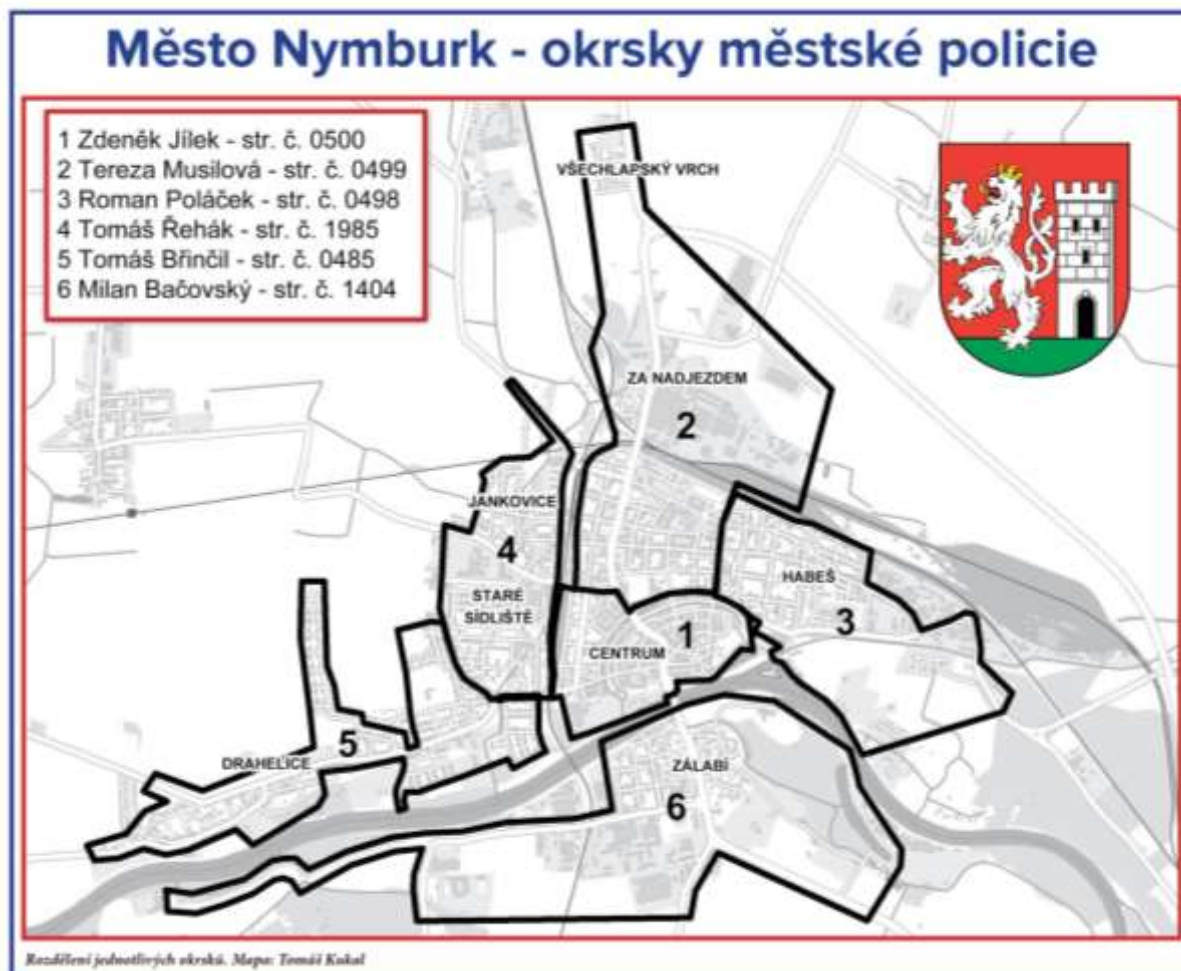 Město Nymburk - okrsky městské policie
1 Zdeněk Jílek - str. č. 0500
2 Tereza Musilová - str. č. 0499
3 Roman Poláček - str. č. 0498
4 Tomáš Řehák - str. č. 1985
5 Tomáš Břinčil - str. č. 0485
6 Milan Bačovský - str. č. 1404
VŠECHLAPSKÝ VRCH
ZA NADJEZDEM
2
JANKOVICE
4
STARÉ
SÍDLIŠTĚ
HABEŠ
3
1
CENTRUM
5
DRAHELICE
ZÁLABÍ
6
Rozdělení jednotlivých okrsků. Mapa: Tomáš Kukal